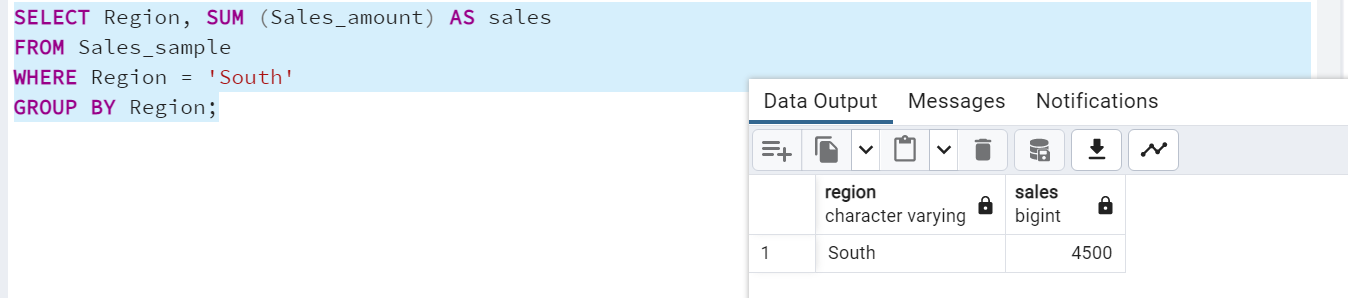 SELECT Region, SUM (Sales_amount) AS sales
FROM Sales_sample
WHERE Region = 'South'
GROUP BY Region;
Data Output Messages Notifications
region sales
character varying bigint
1 South 4500